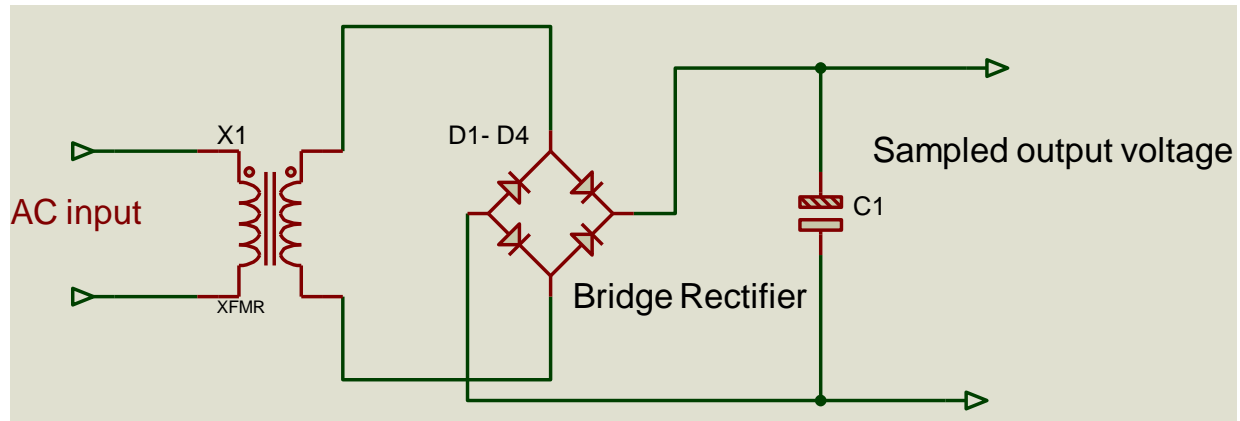 X1
D1- D4
Sampled output voltage
AC input
C1
XFMR
Bridge Rectifier